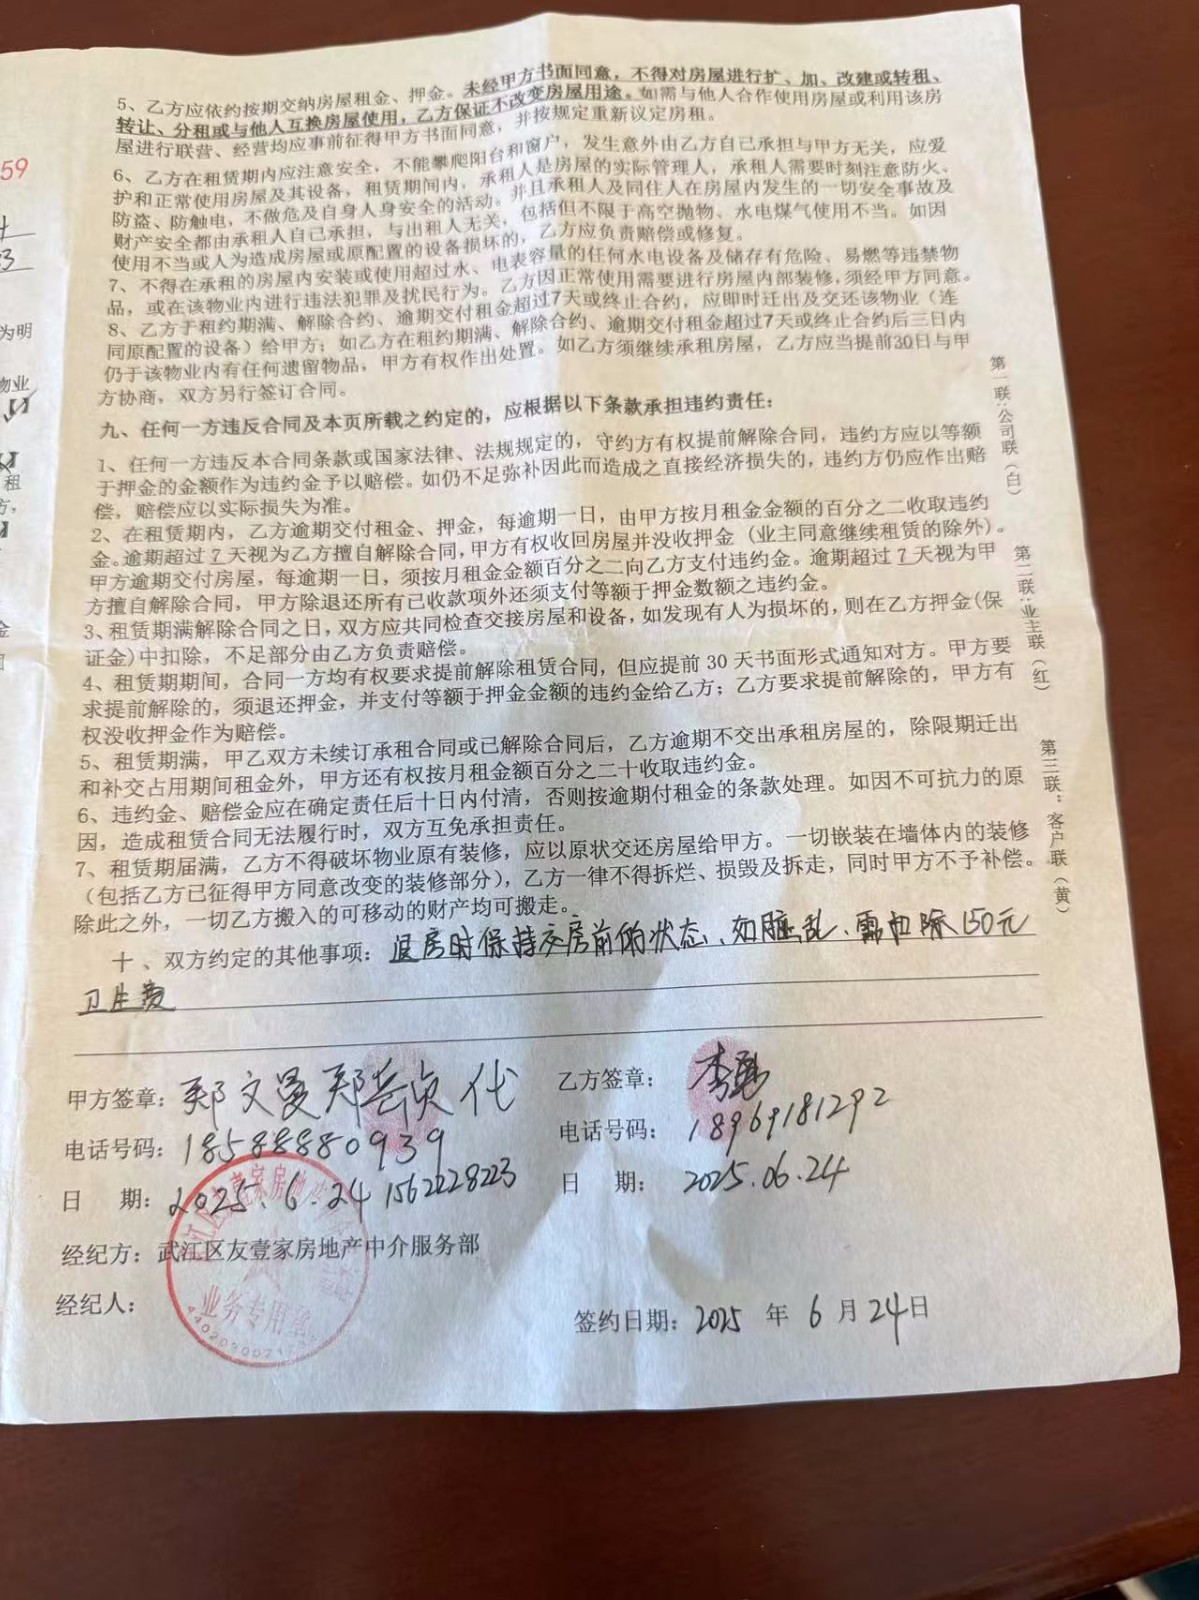 59
4
3
为明
物业
租
方,
5、乙方应依约按期交纳房屋租金、押金。未经甲方书面同意，不得对房屋进行扩、加、改建或转租、
转让、分租或与他人互换房屋使用，乙方保证不改变房屋用途。如需与他人合作使用房屋或利用该房
屋进行联营、经营均应事前征得甲方书面同意，并按规定重新议定房租。
6、乙方在租赁期内应注意安全，不能攀爬阳台和窗户，发生意外由乙方自己承担与甲方无关，应爱
护和正常使用房屋及其设备，租赁期间内，承租人是房屋的实际管理人，承租人需要时刻注意防火、
防盗、防触电，不做危及自身人身安全的活动。并且承租人及同住人在房屋内发生的一切安全事故及
财产安全都由承租人自己承担，与出租人无关，包括但不限于高空抛物、水电煤气使用不当。如因
使用不当或人为造成房屋或原配置的设备损坏的，乙方应负责赔偿或修复。
7、不得在承租的房屋内安装或使用超过水、电表容量的任何水电设备及储存有危险、易燃等违禁物
品，或在该物业内进行违法犯罪及扰民行为。乙方因正常使用需要进行房屋内部装修，须经甲方同意。
8、乙方于租约期满、解除合约、逾期交付租金超过7天或终止合约，应即时迁出及交还该物业（连
同原配置的设备）给甲方；如乙方在租约期满、解除合约、逾期交付租金超过7天或终止合约后三日内
仍于该物业内有任何遗留物品，甲方有权作出处置。如乙方须继续承租房屋，乙方应当提前30日与甲
方协商，双方另行签订合同。
九、任何一方违反合同及本页所载之约定的，应根据以下条款承担违约责任：
1、任何一方违反本合同条款或国家法律、法规规定的，守约方有权提前解除合同，违约方应以等额
于押金的金额作为违约金予以赔偿。如仍不足弥补因此而造成之直接经济损失的，违约方仍应作出赔
偿，赔偿应以实际损失为准。
2、在租赁期内，乙方逾期交付租金、押金，每逾期一日，由甲方按月租金金额的百分之二收取违约
金。逾期超过 7 天视为乙方擅自解除合同，甲方有权收回房屋并没收押金（业主同意继续租赁的除外）。
甲方逾期交付房屋，每逾期一日，须按月租金金额百分之二向乙方支付违约金。逾期超过 7 天视为甲
方擅自解除合同，甲方除退还所有已收款项外还须支付等额于押金数额之违约金。
3、租赁期满解除合同之日，双方应共同检查交接房屋和设备，如发现有人为损坏的，则在乙方押金(保
证金)中扣除，不足部分由乙方负责赔偿。
4、租赁期期间，合同一方均有权要求提前解除租赁合同，但应提前 30 天书面形式通知对方。甲方要
求提前解除的，须退还押金，并支付等额于押金金额的违约金给乙方；乙方要求提前解除的，甲方有
权没收押金作为赔偿。
5、租赁期满，甲乙双方未续订承租合同或已解除合同后，乙方逾期不交出承租房屋的，除限期迁出
和补交占用期间租金外，甲方还有权按月租金额百分之二十收取违约金。
6、违约金、赔偿金应在确定责任后十日内付清，否则按逾期付租金的条款处理。如因不可抗力的原
因，造成租赁合同无法履行时，双方互免承担责任。
7、租赁期届满，乙方不得破坏物业原有装修，应以原状交还房屋给甲方。一切嵌装在墙体内的装修
（包括乙方已征得甲方同意改变的装修部分），乙方一律不得拆烂、损毁及拆走，同时甲方不予补偿。
除此之外，一切乙方搬入的可移动的财产均可搬走。
十、双方约定的其他事项：退房时保持交房前的状态、如脏乱、需扣除150元
卫生费
第一联:公司联（白）
第二联:业主联（红）
第三联：客户联（黄）
甲方签章：郑文曼郑岳贞代
电话号码：18588880939
日 期：2025.6.24 1562228223
乙方签章：李
电话号码：18969181292
日 期：2025.06.24
经纪方：武江区友壹家房地产中介服务部
经纪人：
业务专用章
签约日期：2025 年 6 月 24 日